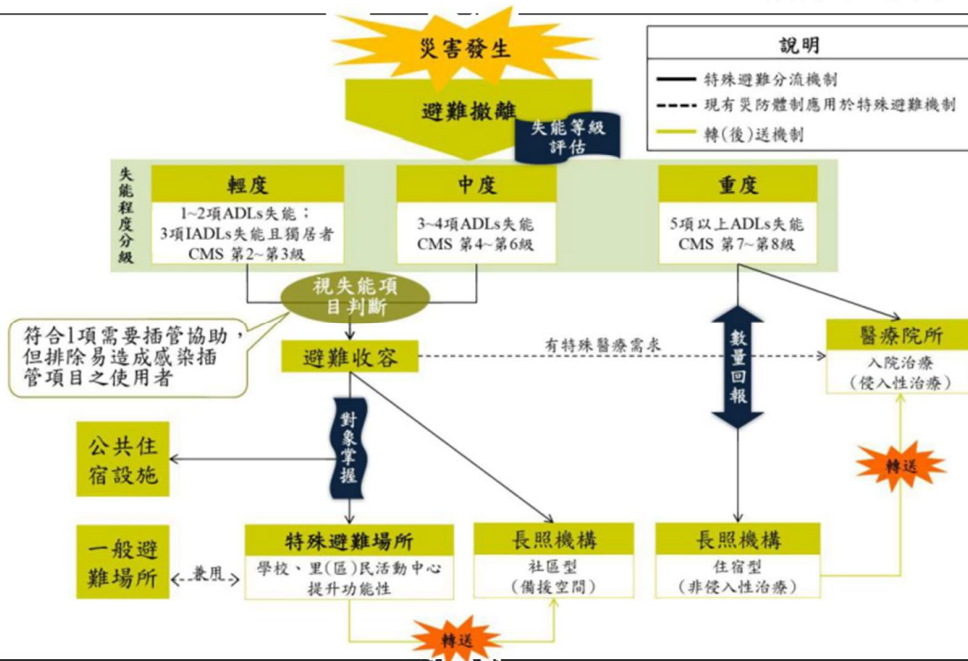 災害發生
避難撤離
失能等級
評估
說明
特殊避難分流機制
現有災防體制應用於特殊避難機制
轉(後)送機制
失能程度分級
輕度
1~2項ADLs失能；
3項IADLs失能且獨居者
CMS 第2~第3級
中度
3~4項ADLs失能
CMS 第4~第6級
重度
5項以上ADLs失能
CMS 第7~第8級
視失能項
目判斷
符合1項需要插管協助，
但排除易造成感染插
管項目之使用者
避難收容
有特殊醫療需求
數量回報
醫療院所
入院治療
(侵入性治療)
對象掌握
公共住
宿設施
轉送
一般避
難場所
兼用
特殊避難場所
學校、里(區)民活動中心
提升功能性
長照機構
社區型
(備援空間)
長照機構
住宿型
(非侵入性治療)
轉送